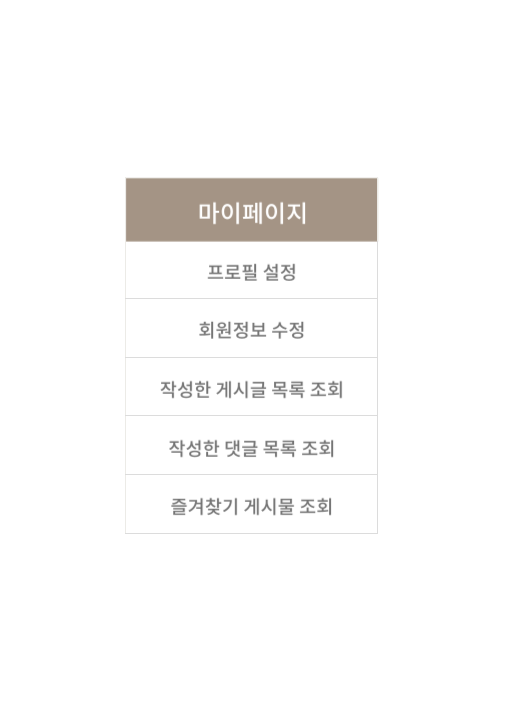 마이페이지
프로필 설정
회원정보 수정
작성한 게시글 목록 조회
작성한 댓글 목록 조회
즐겨찾기 게시물 조회